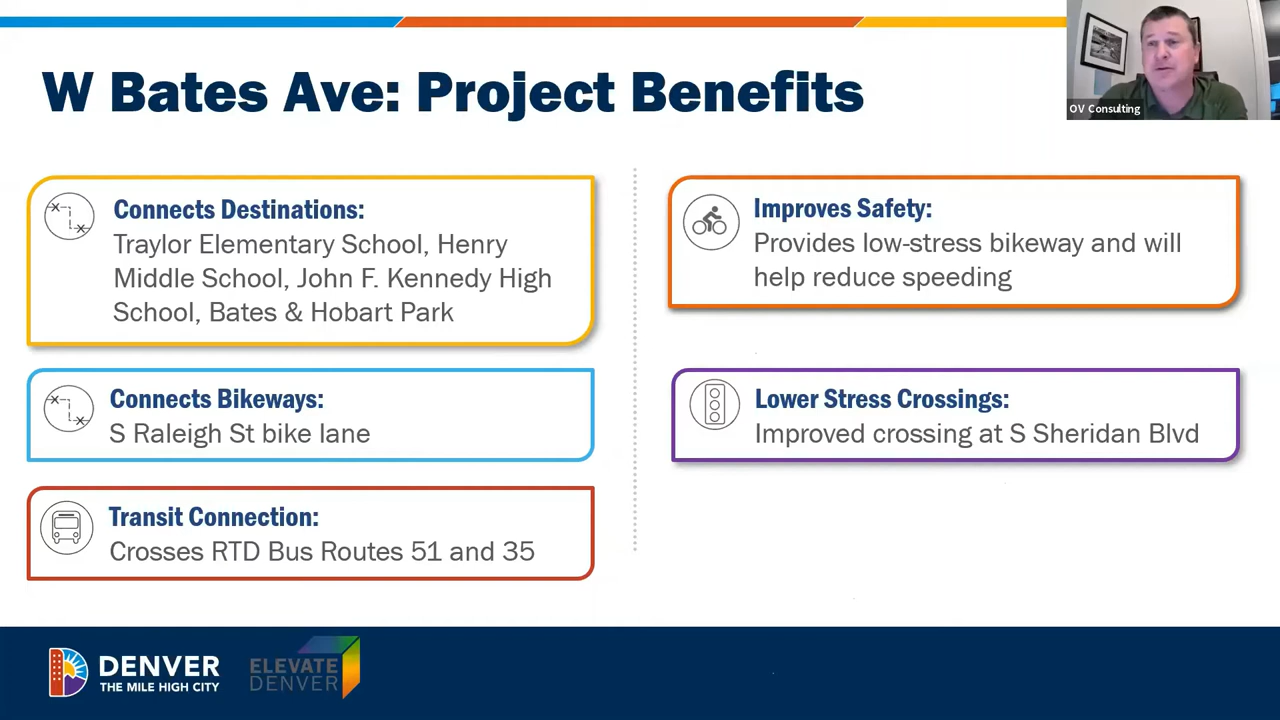 W Bates Ave: Project Benefits
OV Consulting
Connects Destinations:
Traylor Elementary School, Henry
Middle School, John F. Kennedy High
School, Bates & Hobart Park
Connects Bikeways:
S Raleigh St bike lane
Transit Connection:
Crosses RTD Bus Routes 51 and 35
Improves Safety:
Provides low-stress bikeway and will
help reduce speeding
Lower Stress Crossings:
Improved crossing at S Sheridan Blvd
DENVER
THE MILE HIGH CITY
ELEVATE
DENVER